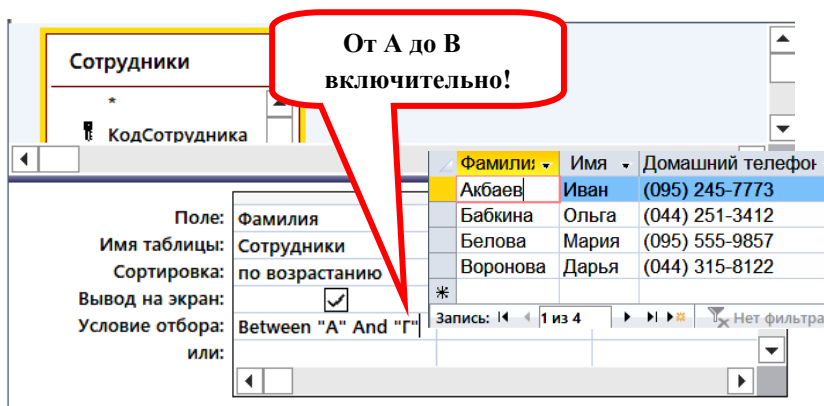 От А до В
включительно!
Сотрудники
*
КодСотрудника
Фамилия Имя Домашний телефон
Акбаев Иван (095) 245-7773
Бабкина Ольга (044) 251-3412
Белова Мария (095) 555-9857
Воронова Дарья (044) 315-8122
Запись: 1 из 4 Нет фильтра
Поле: Фамилия
Имя таблицы: Сотрудники
Сортировка: по возрастанию
Вывод на экран:
Условие отбора: Between "А" And "Г"
или: